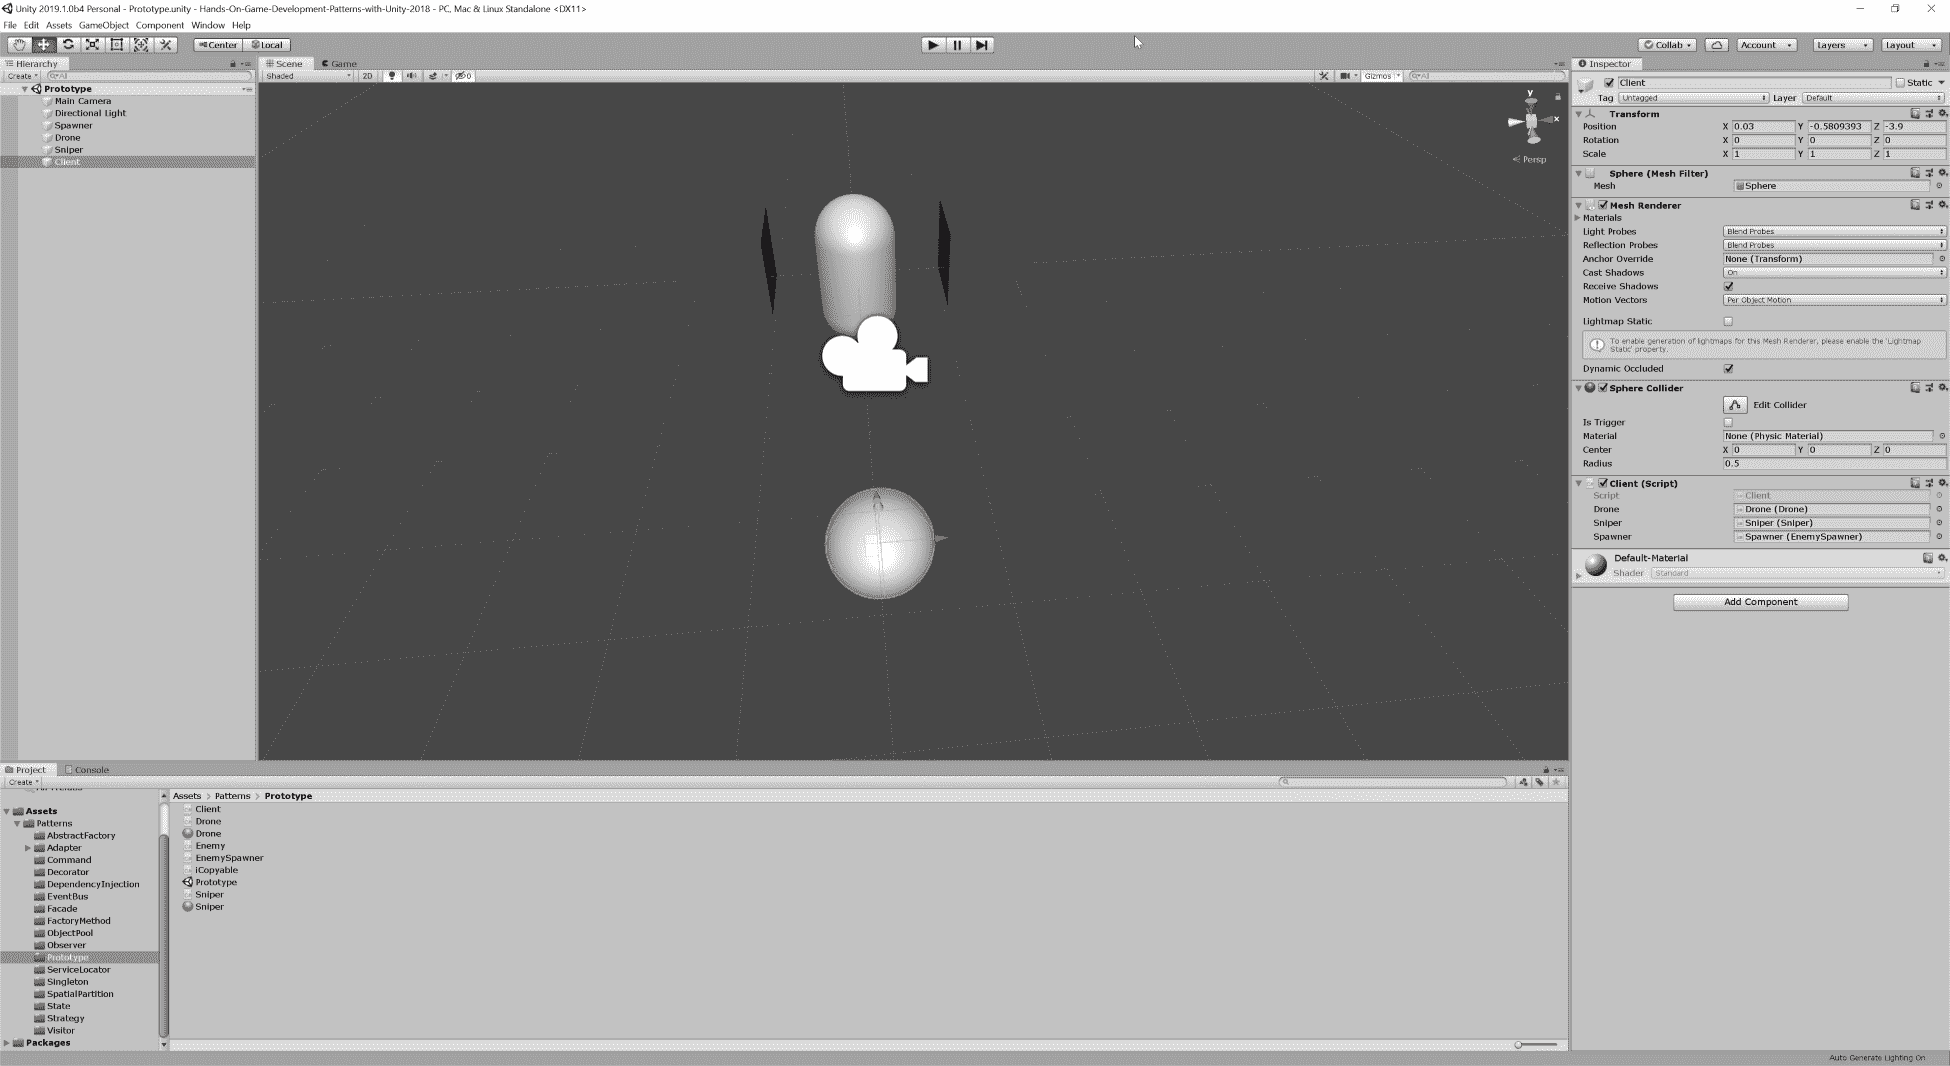 Unity 2019.1.0b4 Personal - Prototype.unity - Hands-On-Game-Development-Patterns-with-Unity-2018 - PC, Mac & Linux Standalone <DX11>
File Edit Assets GameObject Component Window Help
Center Local Collab Account Layers Layout
Hierarchy
Create All
Prototype
Main Camera
Directional Light
Spawner
Drone
Sniper
Client
Scene Game
Shaded 2D 0 Gizmos All
y
x
Persp
Inspector
Client Static
Tag Untagged Layer Default
Transform
Position X 0.03 Y -0.5809393 Z -3.9
Rotation X 0 Y 0 Z 0
Scale X 1 Y 1 Z 1
Sphere (Mesh Filter)
Mesh Sphere
Mesh Renderer
Materials
Light Probes Blend Probes
Reflection Probes Blend Probes
Anchor Override None (Transform)
Cast Shadows On
Receive Shadows
Motion Vectors Per Object Motion
Lightmap Static
To enable generation of lightmaps for this Mesh Renderer, please enable the 'Lightmap
Static' property.
Dynamic Occluded
Sphere Collider
Edit Collider
Is Trigger
Material None (Physic Material)
Center X 0 Y 0 Z 0
Radius 0.5
Client (Script)
Script Client
Drone Drone (Drone)
Sniper Sniper (Sniper)
Spawner Spawner (EnemySpawner)
Default-Material
Shader Standard
Add Component
Project Console
Create
Assets
Patterns
AbstractFactory
Adapter
Command
Decorator
DependencyInjection
EventBus
Facade
FactoryMethod
ObjectPool
Observer
Prototype
ServiceLocator
Singleton
SpatialPartition
State
Strategy
Visitor
Packages
Assets > Patterns > Prototype
Client
Drone
Drone
Enemy
EnemySpawner
iCopyable
Prototype
Sniper
Sniper
Auto Generate Lighting On